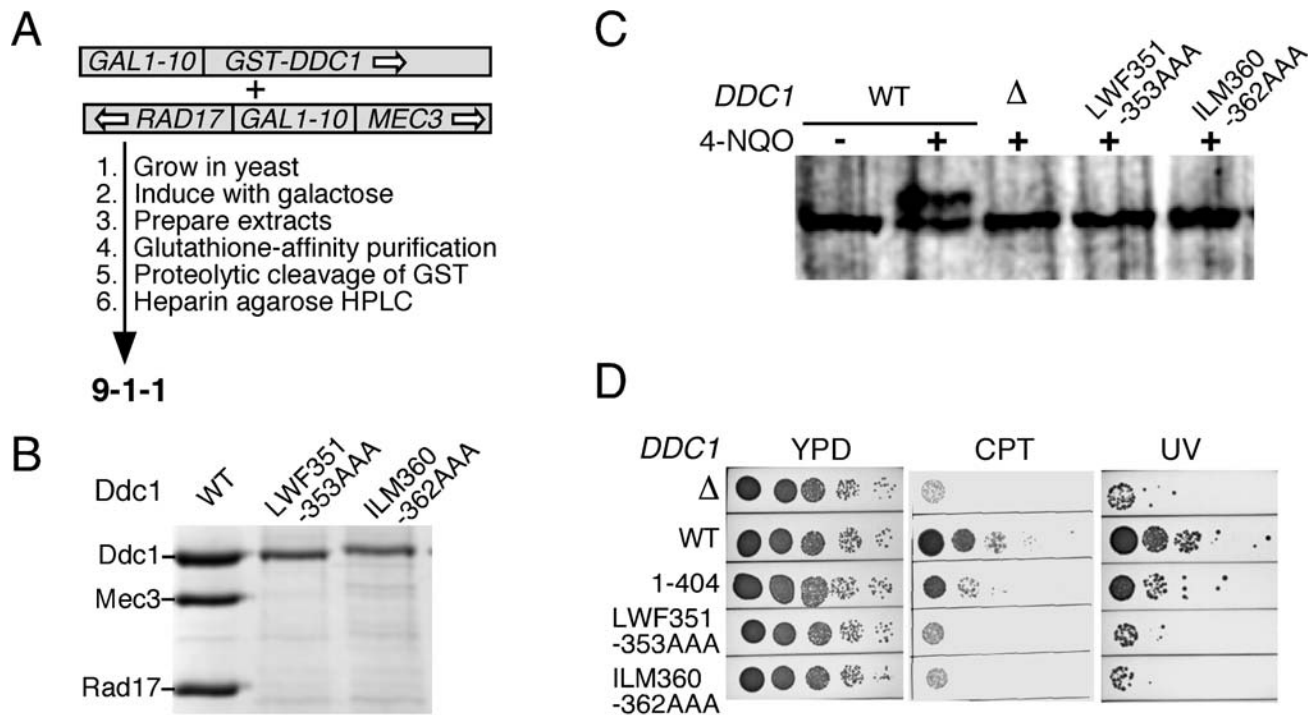 A
GAL1-10 GST-DDC1
+
RAD17 GAL1-10 MEC3
1. Grow in yeast
2. Induce with galactose
3. Prepare extracts
4. Glutathione-affinity purification
5. Proteolytic cleavage of GST
6. Heparin agarose HPLC
9-1-1
B
Ddc1 WT LWF351 -353AAA ILM360 -362AAA
Ddc1
Mec3
Rad17
C
DDC1 WT Δ LWF351 -353AAA ILM360 -362AAA
4-NQO - + + + +
D
DDC1 YPD CPT UV
Δ
WT
1-404
LWF351
-353AAA
ILM360
-362AAA